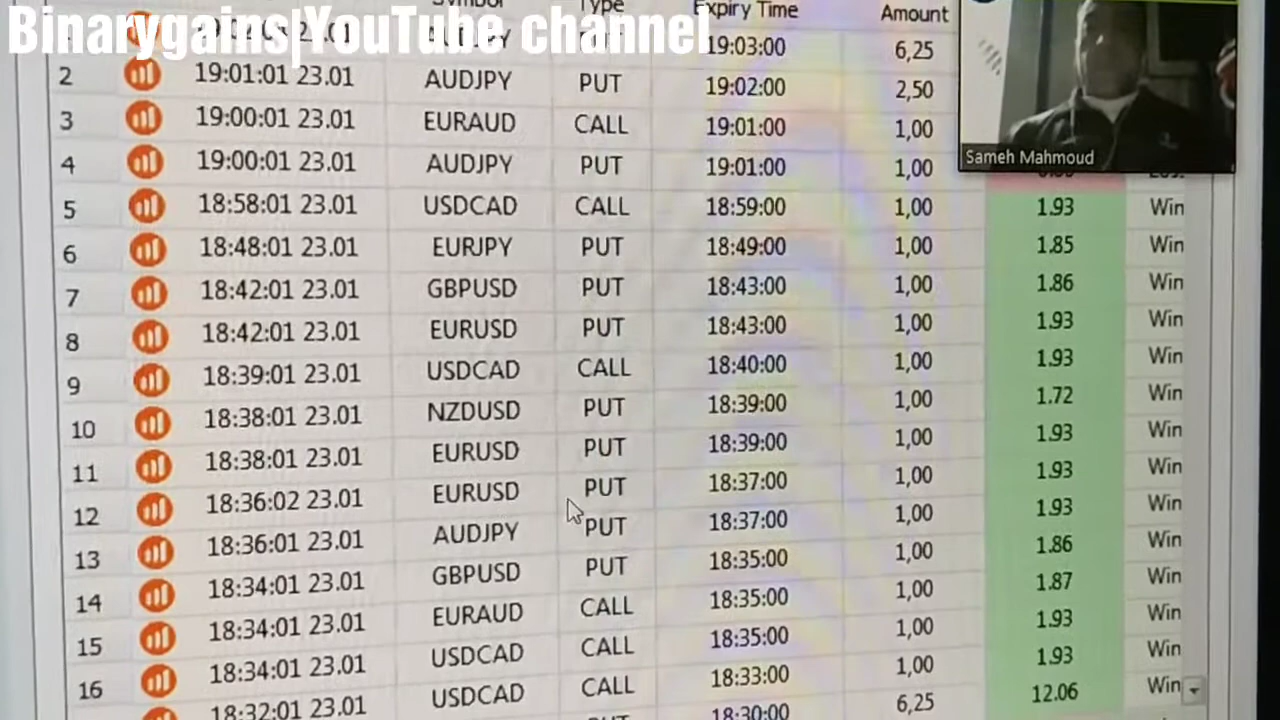 Binarygains|YouTube channel
Type Expiry Time Amount
19:03:00 6,25
2 19:01:01 23.01 AUDJPY PUT 19:02:00 2,50
3 19:00:01 23.01 EURAUD CALL 19:01:00 1,00
4 19:00:01 23.01 AUDJPY PUT 19:01:00 1,00
Sameh Mahmoud
5 18:58:01 23.01 USDCAD CALL 18:59:00 1,00 1.93 Win
6 18:48:01 23.01 EURJPY PUT 18:49:00 1,00 1.85 Win
7 18:42:01 23.01 GBPUSD PUT 18:43:00 1,00 1.86 Win
8 18:42:01 23.01 EURUSD PUT 18:43:00 1,00 1.93 Win
9 18:39:01 23.01 USDCAD CALL 18:40:00 1,00 1.93 Win
10 18:38:01 23.01 NZDUSD PUT 18:39:00 1,00 1.72 Win
11 18:38:01 23.01 EURUSD PUT 18:39:00 1,00 1.93 Win
12 18:36:02 23.01 EURUSD PUT 18:37:00 1,00 1.93 Win
13 18:36:01 23.01 AUDJPY PUT 18:37:00 1,00 1.93 Win
14 18:34:01 23.01 GBPUSD PUT 18:35:00 1,00 1.86 Win
15 18:34:01 23.01 EURAUD CALL 18:35:00 1,00 1.87 Win
16 18:34:01 23.01 USDCAD CALL 18:35:00 1,00 1.93 Win
18:32:01 23.01 USDCAD CALL 18:33:00 1,00 1.93 Win
18:30:00 6,25 12.06 Win